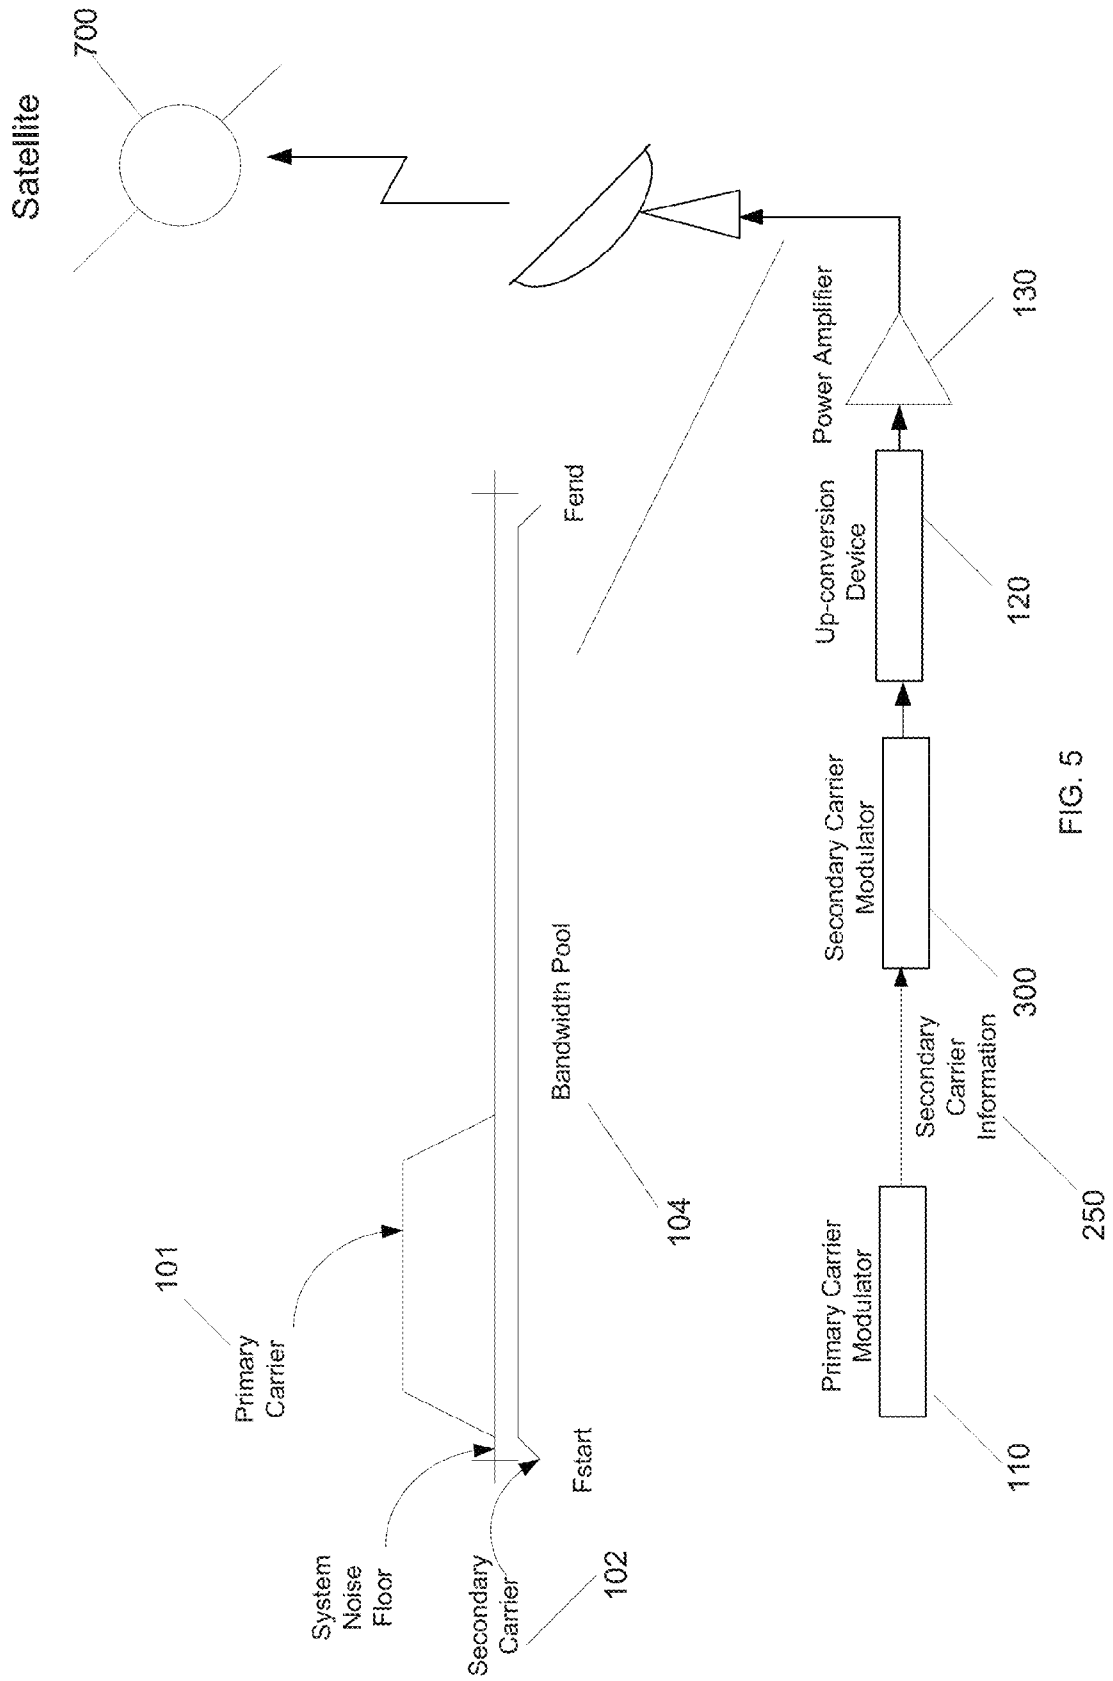 Satellite
700
101
Primary
Carrier
System
Noise
Floor
Secondary
Carrier
102
Fstart
Fend
Bandwidth Pool
104
Primary Carrier
Modulator
110
Secondary
Carrier
Information
250
Secondary Carrier
Modulator
300
Up-conversion
Device
120
Power Amplifier
130
FIG. 5